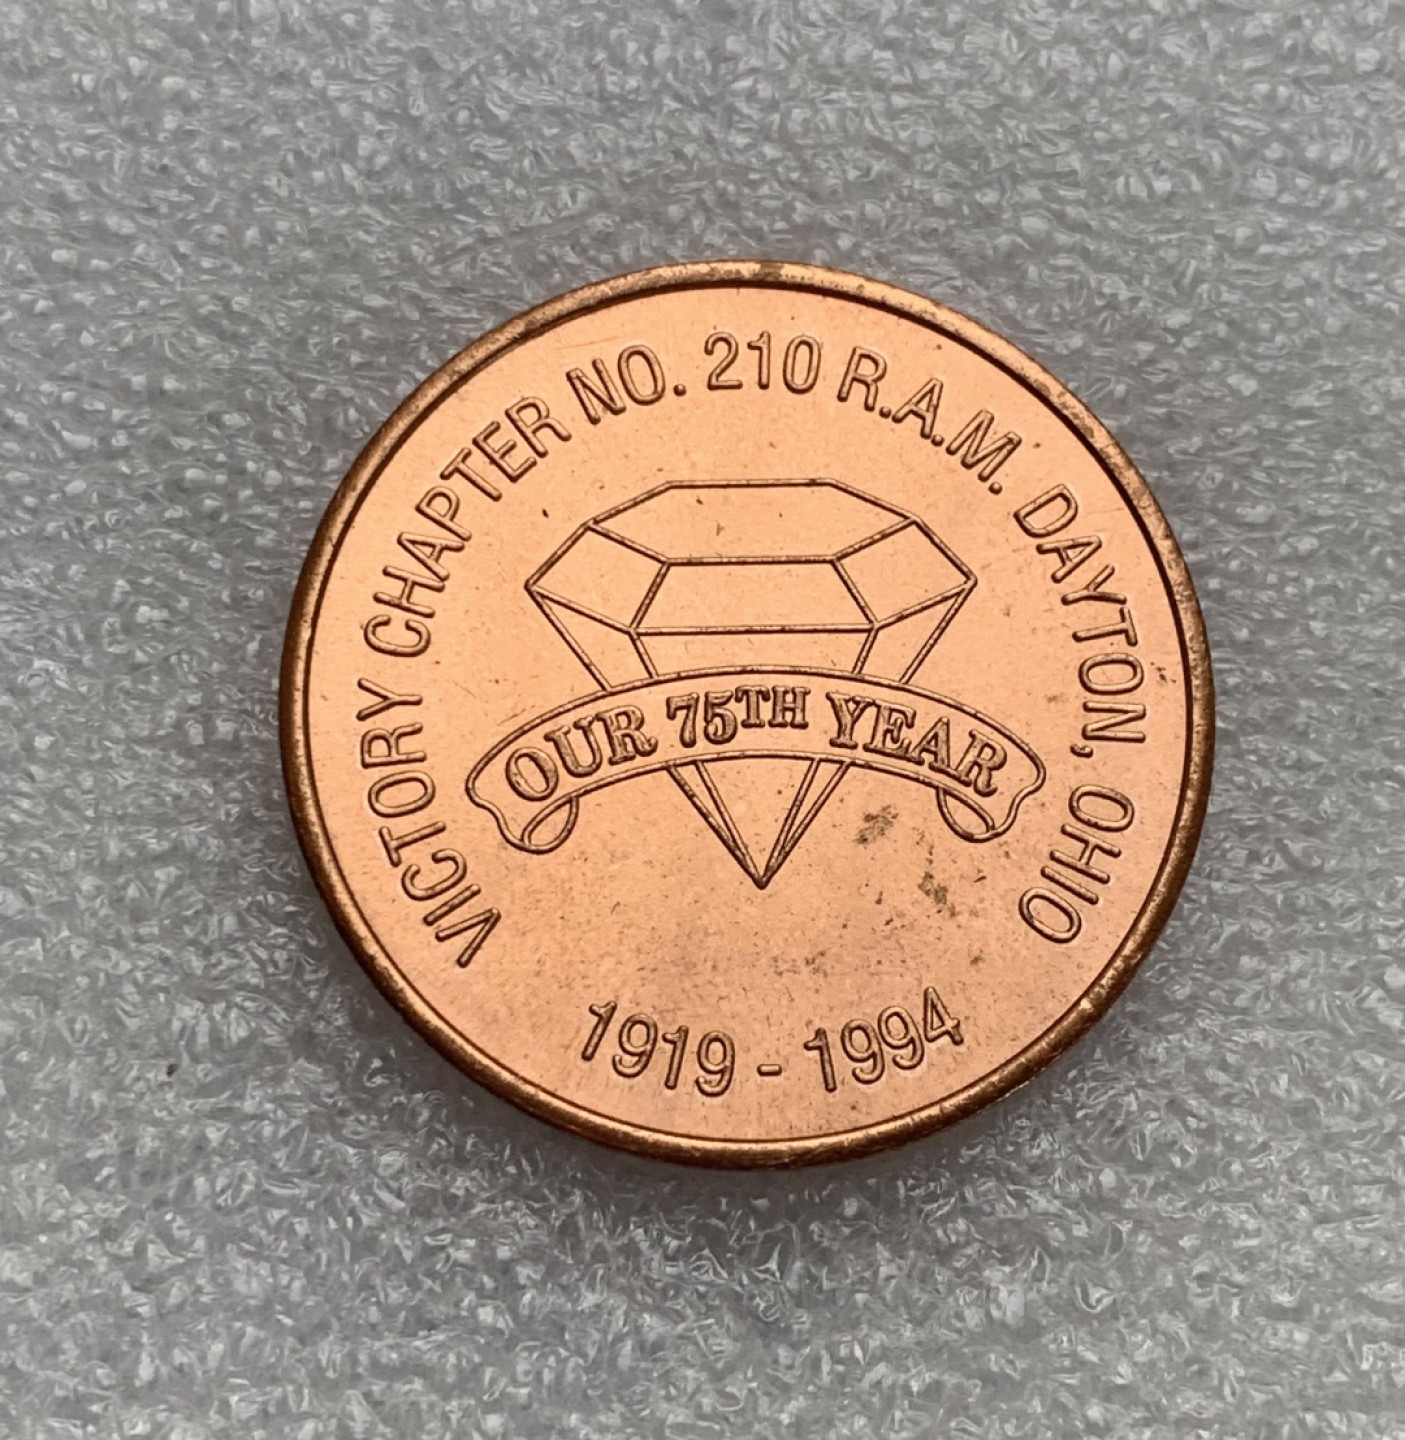 VICTORY CHAPTER NO. 210 R.A.M. DAYTON, OHIO
OUR 75TH YEAR
1919 - 1994